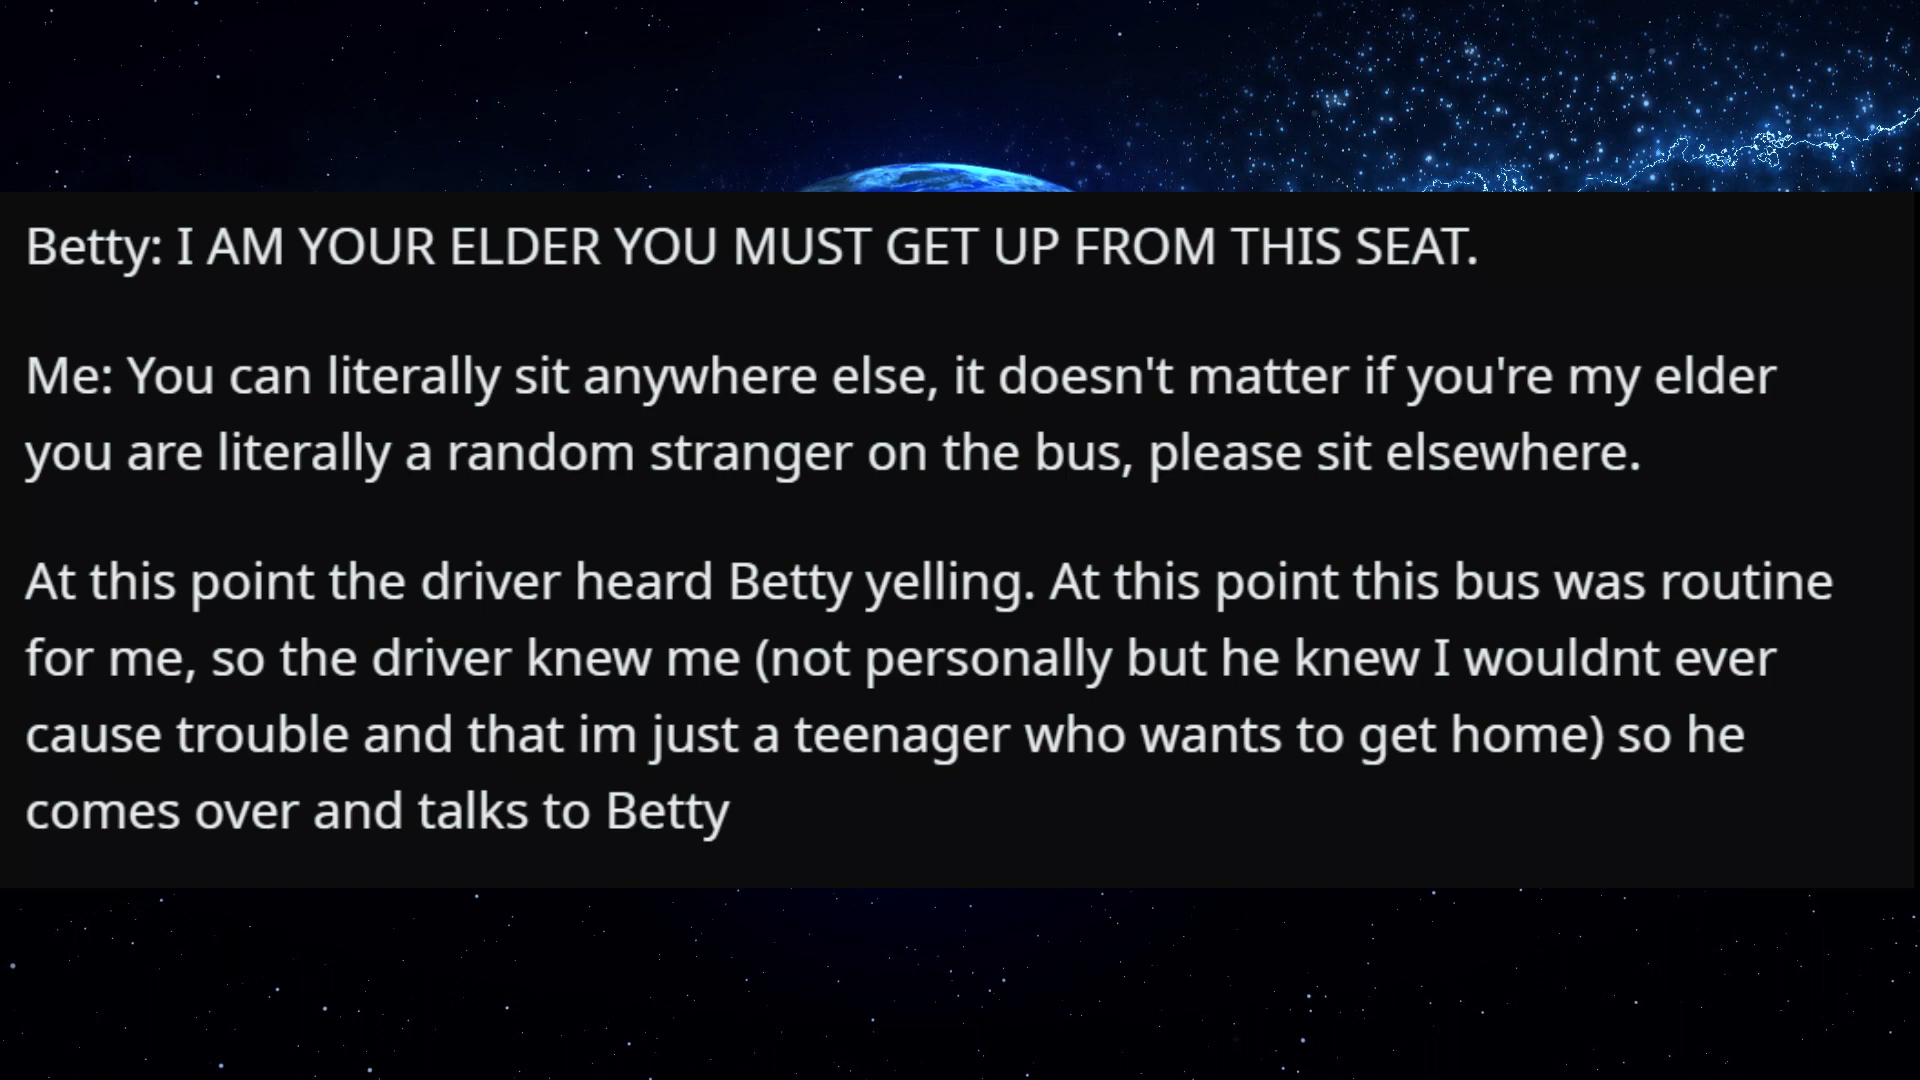 Betty: I AM YOUR ELDER YOU MUST GET UP FROM THIS SEAT.
Me: You can literally sit anywhere else, it doesn't matter if you're my elder
you are literally a random stranger on the bus, please sit elsewhere.
At this point the driver heard Betty yelling. At this point this bus was routine
for me, so the driver knew me (not personally but he knew I wouldnt ever
cause trouble and that im just a teenager who wants to get home) so he
comes over and talks to Betty